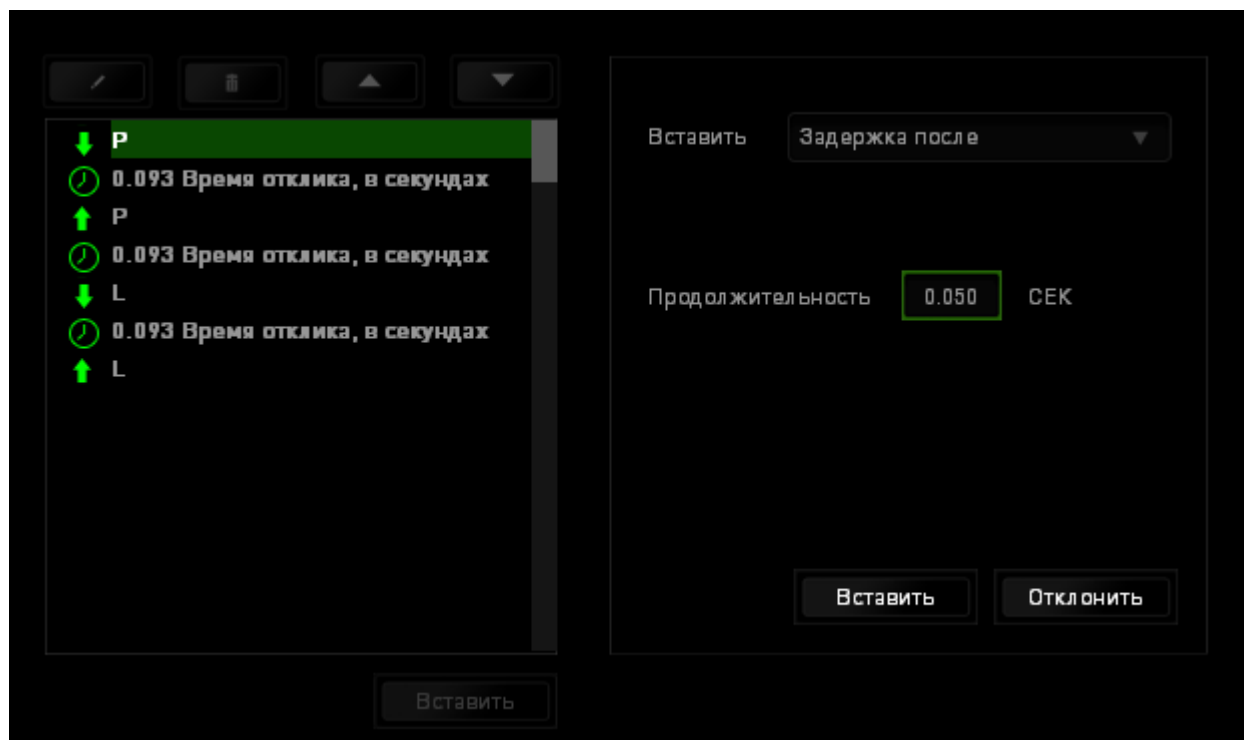 P
0.093 Время отклика, в секундах
P
0.093 Время отклика, в секундах
L
0.093 Время отклика, в секундах
L
Вставить
Вставить Задержка после
Продолжительность 0.050 СЕК
Вставить Отклонить